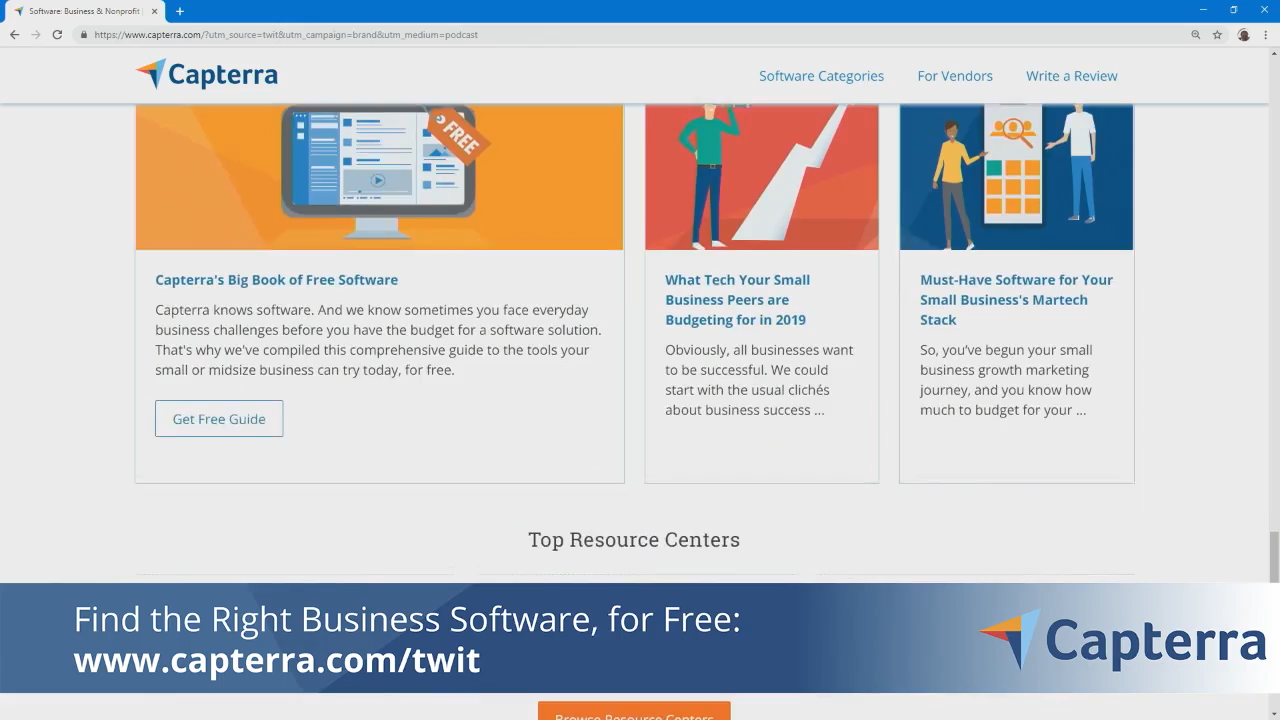 Software: Business & Nonprofit |
https://www.capterra.com/?utm_source=twit&utm_campaign=brand&utm_medium=podcast
Capterra
Software Categories
For Vendors
Write a Review
FREE
Capterra's Big Book of Free Software
Capterra knows software. And we know sometimes you face everyday
business challenges before you have the budget for a software solution.
That's why we've compiled this comprehensive guide to the tools your
small or midsize business can try today, for free.
Get Free Guide
What Tech Your Small
Business Peers are
Budgeting for in 2019
Obviously, all businesses want
to be successful. We could
start with the usual clichés
about business success ...
Must-Have Software for Your
Small Business's Martech
Stack
So, you've begun your small
business growth marketing
journey, and you know how
much to budget for your ...
Top Resource Centers
Find the Right Business Software, for Free:
www.capterra.com/twit
Capterra
Browse Resource Centers